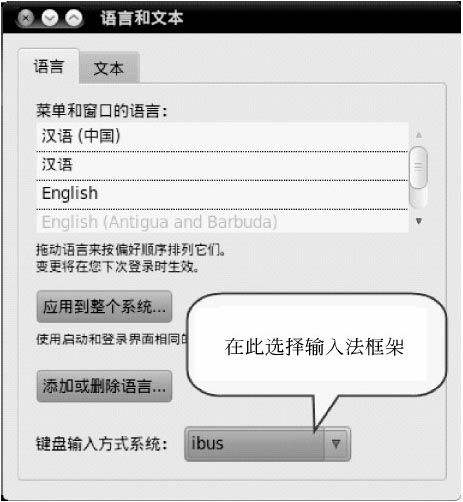 语言和文本
语言 文本
菜单和窗口的语言：
汉语 (中国)
汉语
English
English (Antigua and Barbuda)
拖动语言来按偏好顺序排列它们。
变更将在您下次登录时生效。
应用到整个系统...
使用启动和登录界面相同的
在此选择输入法框架
添加或删除语言...
键盘输入方式系统： ibus